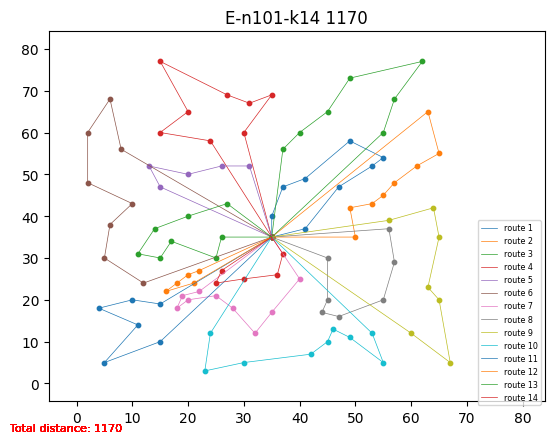 E-n101-k14 1170
80
70
60
50
40
30
20
10
0
0 10 20 30 40 50 60 70 80
route 1
route 2
route 3
route 4
route 5
route 6
route 7
route 8
route 9
route 10
route 11
route 12
route 13
route 14
Total distance: 1170